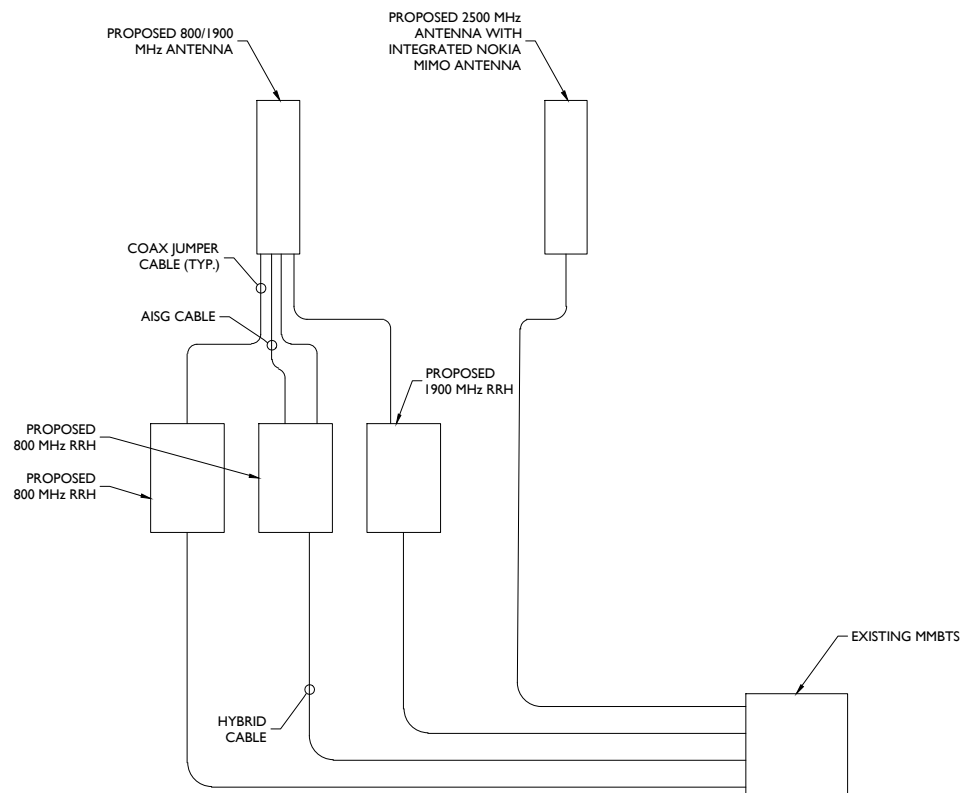 PROPOSED 800/1900
MHz ANTENNA
PROPOSED 2500 MHz
ANTENNA WITH
INTEGRATED NOKIA
MIMO ANTENNA
COAX JUMPER
CABLE (TYP.)
AISG CABLE
PROPOSED
1900 MHz RRH
PROPOSED
800 MHz RRH
PROPOSED
800 MHz RRH
EXISTING MMBTS
HYBRID
CABLE